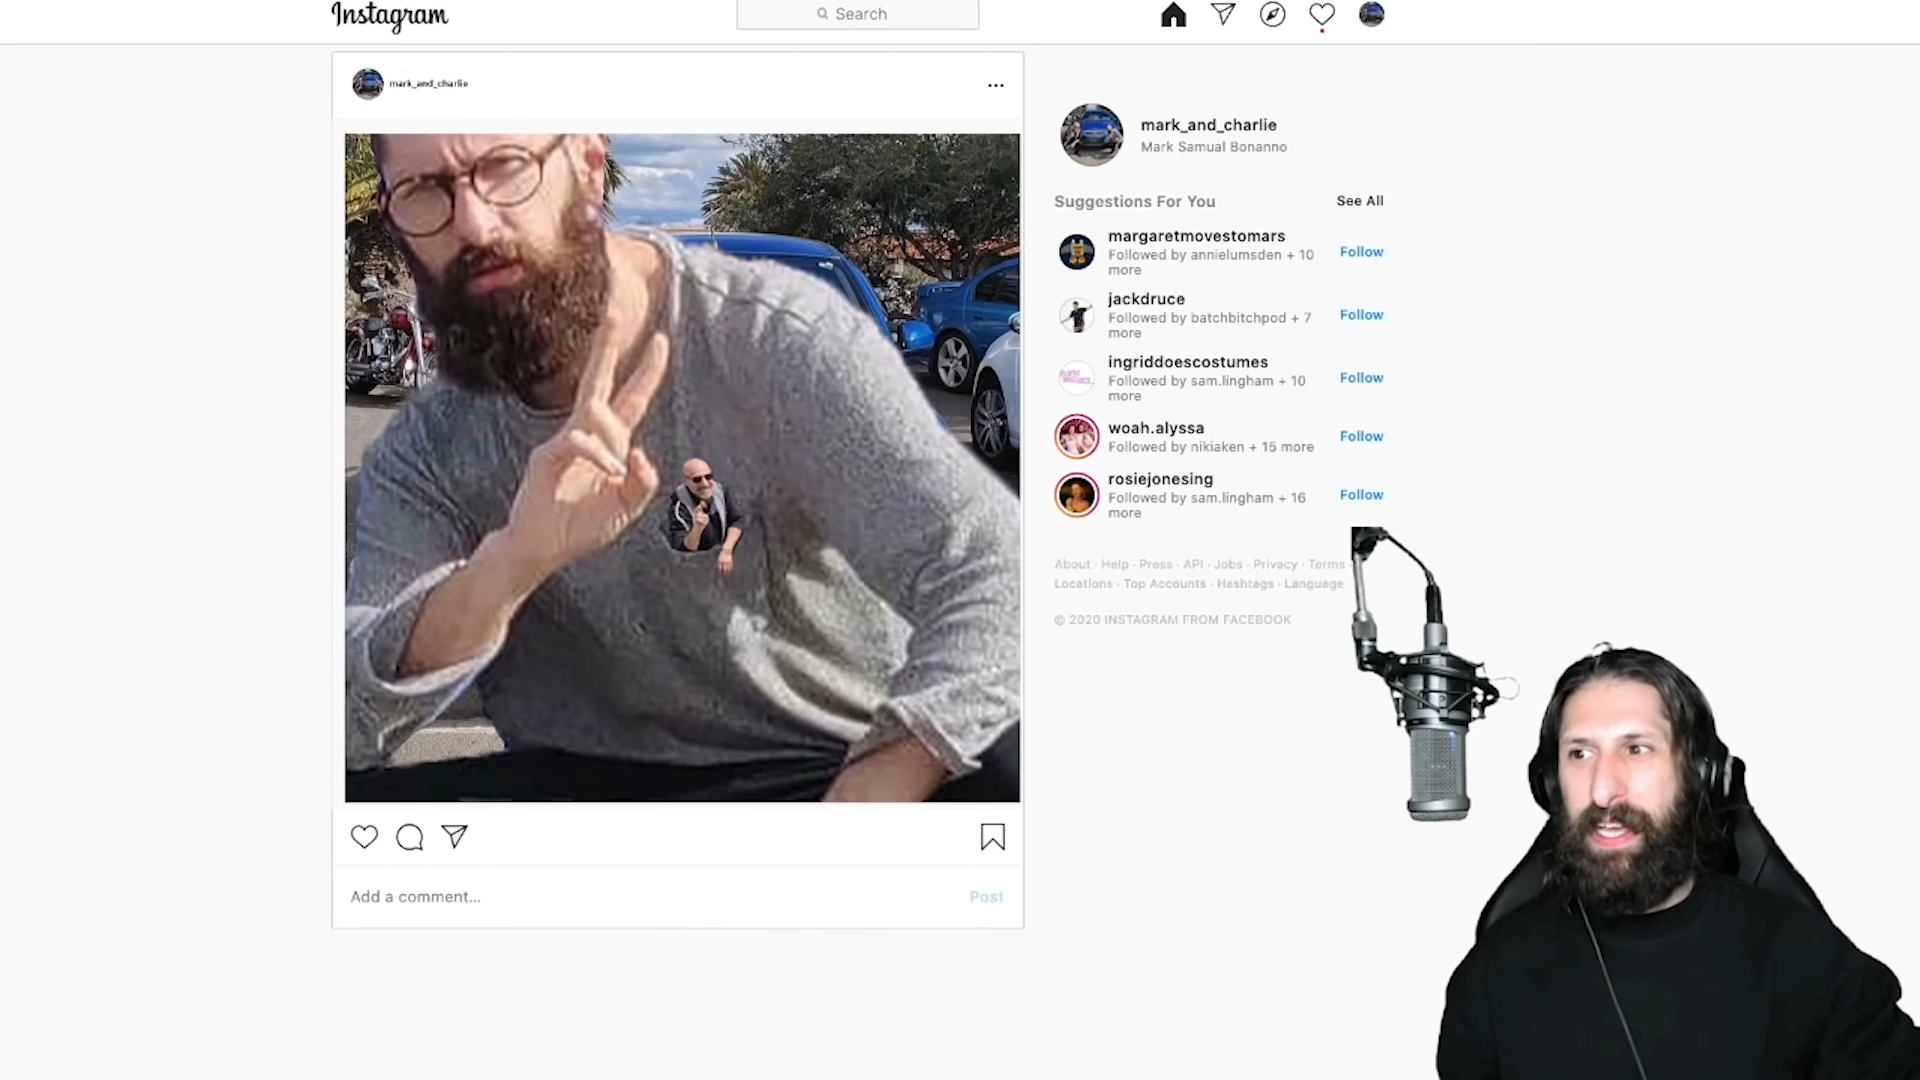 Instagram
Search
mark_and_charlie
mark_and_charlie
Mark Samual Bonanno
Suggestions For You
See All
margaretmovestomars
Followed by annielumsden + 10
more
Follow
jackdruce
Followed by batchbitchpod + 7
more
Follow
ingriddoescostumes
Followed by sam.lingham + 10
more
Follow
woah.alyssa
Followed by nikiaken + 15 more
Follow
rosiejonesing
Followed by sam.lingham + 16
more
Follow
About · Help · Press · API · Jobs · Privacy · Terms ·
Locations · Top Accounts · Hashtags · Language
© 2020 INSTAGRAM FROM FACEBOOK
Add a comment...
Post